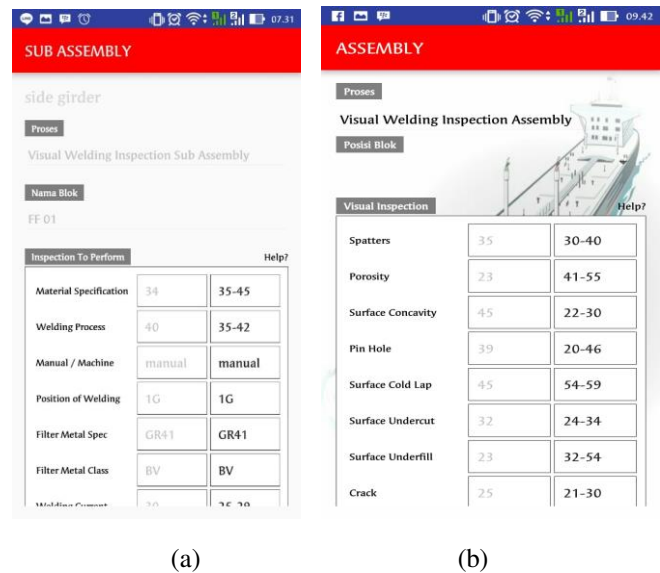 07.31
SUB ASSEMBLY
side girder
Proses
Visual Welding Inspection Sub Assembly
Nama Blok
FF 01
Inspection To Perform Help?
Material Specification 34 35-45
Welding Process 40 35-42
Manual / Machine manual manual
Position of Welding 1G 1G
Filter Metal Spec GR41 GR41
Filter Metal Class BV BV
(a)
09.42
ASSEMBLY
Proses
Visual Welding Inspection Assembly
Posisi Blok
Visual Inspection Help?
Spatters 35 30-40
Porosity 23 41-55
Surface Concavity 45 22-30
Pin Hole 39 20-46
Surface Cold Lap 45 54-59
Surface Undercut 32 24-34
Surface Underfill 23 32-54
Crack 25 21-30
(b)